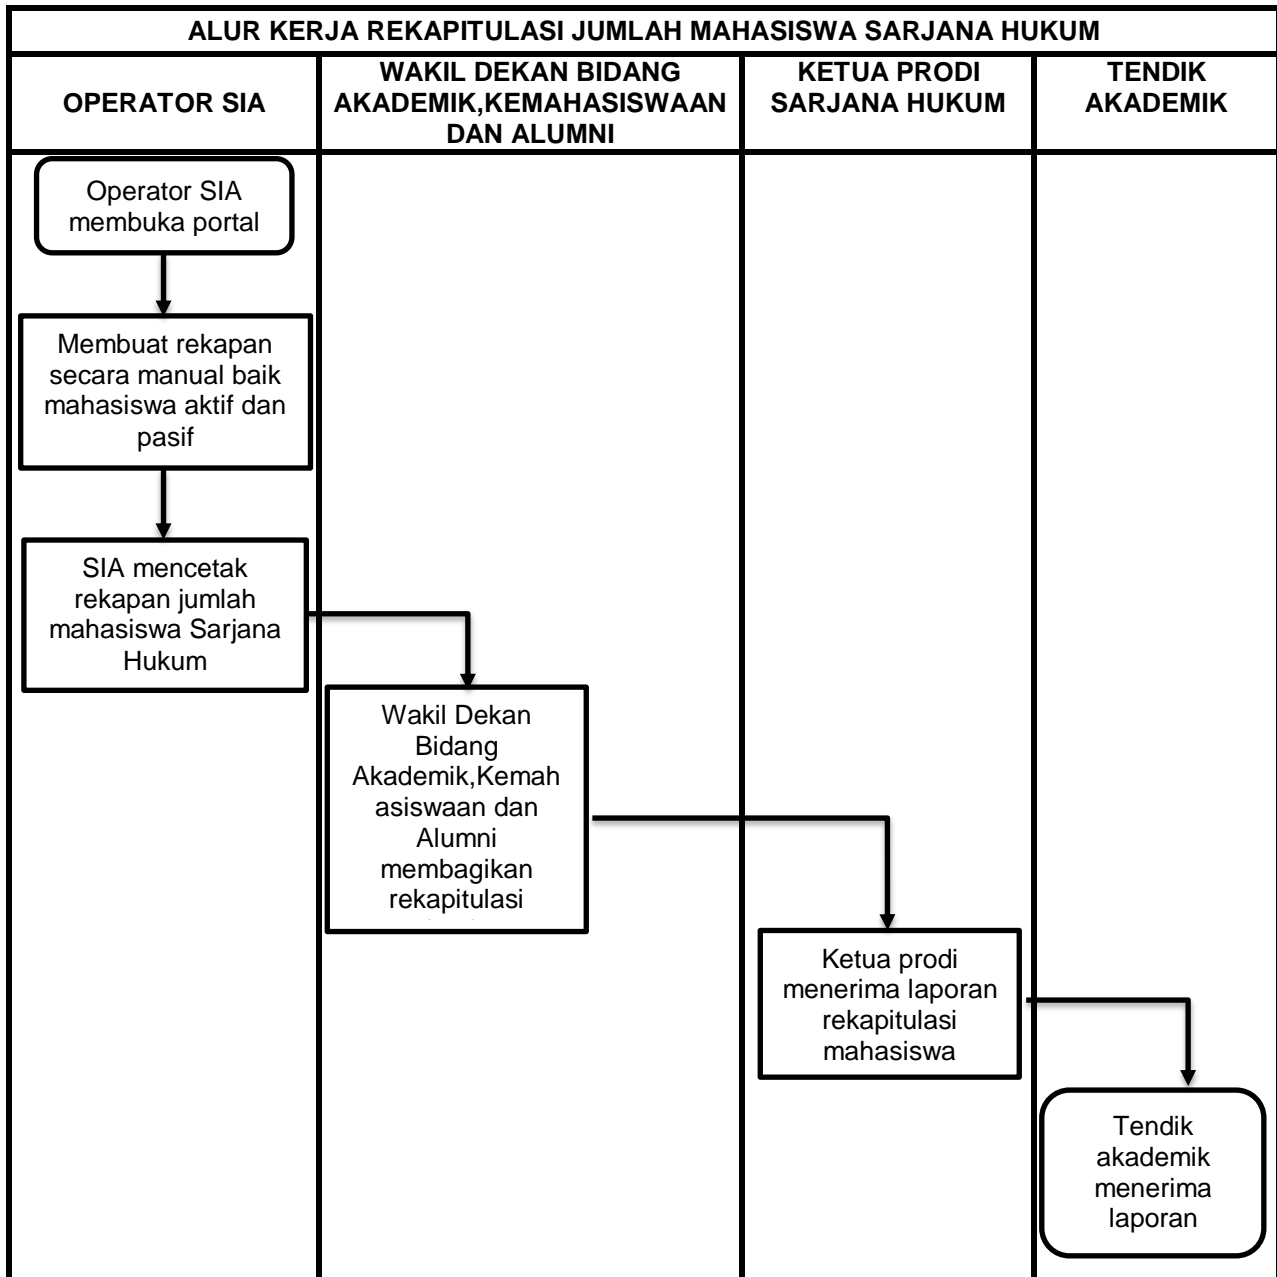 ALUR KERJA REKAPITULASI JUMLAH MAHASISWA SARJANA HUKUM
OPERATOR SIA
WAKIL DEKAN BIDANG
AKADEMIK,KEMAHASISWAAN
DAN ALUMNI
KETUA PRODI
SARJANA HUKUM
TENDIK
AKADEMIK
Operator SIA
membuka portal
Membuat rekapan
secara manual baik
mahasiswa aktif dan
pasif
SIA mencetak
rekapan jumlah
mahasiswa Sarjana
Hukum
Wakil Dekan
Bidang
Akademik,Kemah
asiswaan dan
Alumni
membagikan
rekapitulasi
Ketua prodi
menerima laporan
rekapitulasi
mahasiswa
Tendik
akademik
menerima
laporan